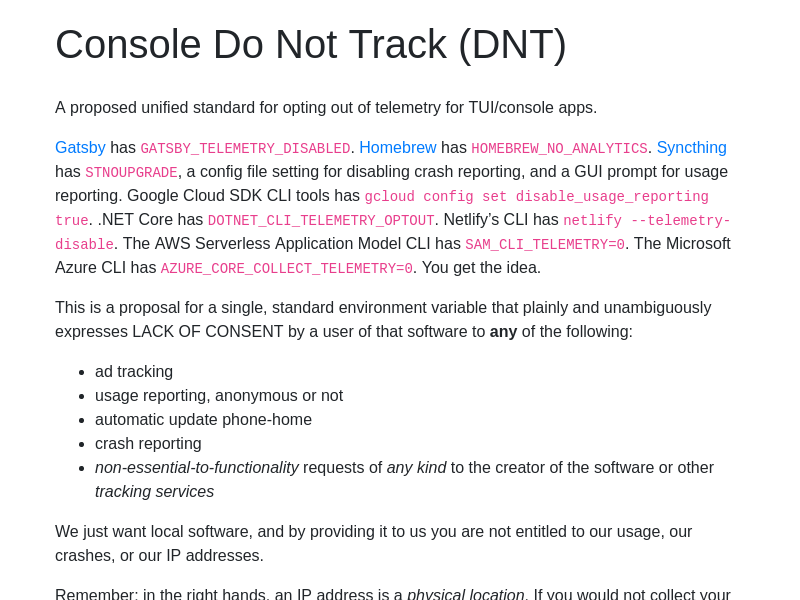 Console Do Not Track (DNT)
A proposed unified standard for opting out of telemetry for TUI/console apps.
Gatsby has GATSBY_TELEMETRY_DISABLED. Homebrew has HOMEBREW_NO_ANALYTICS. Syncthing
has STNOUPGRADE, a config file setting for disabling crash reporting, and a GUI prompt for usage
reporting. Google Cloud SDK CLI tools has gcloud config set disable_usage_reporting
true. .NET Core has DOTNET_CLI_TELEMETRY_OPTOUT. Netlify’s CLI has netlify --telemetry-
disable. The AWS Serverless Application Model CLI has SAM_CLI_TELEMETRY=0. The Microsoft
Azure CLI has AZURE_CORE_COLLECT_TELEMETRY=0. You get the idea.
This is a proposal for a single, standard environment variable that plainly and unambiguously
expresses LACK OF CONSENT by a user of that software to any of the following:
• ad tracking
• usage reporting, anonymous or not
• automatic update phone-home
• crash reporting
• non-essential-to-functionality requests of any kind to the creator of the software or other
tracking services
We just want local software, and by providing it to us you are not entitled to our usage, our
crashes, or our IP addresses.
Remember: in the right hands, an IP address is a physical location. If you would not collect your